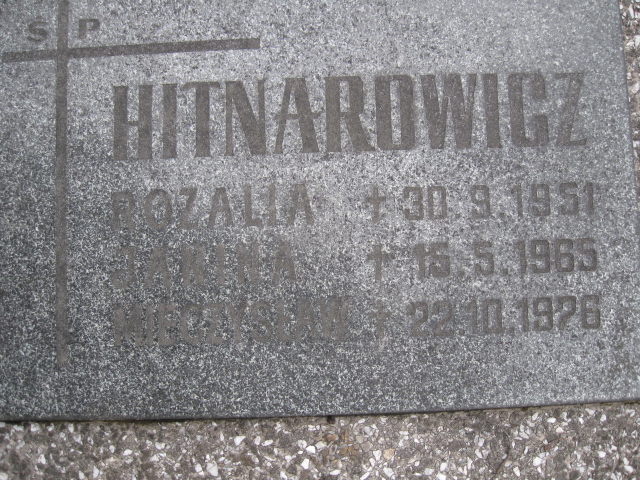 S P
HITNAROWICZ
ROZALIA † 30.9.1951
JANINA † 15.5.1965
MIECZYSŁAW † 22.10.1976